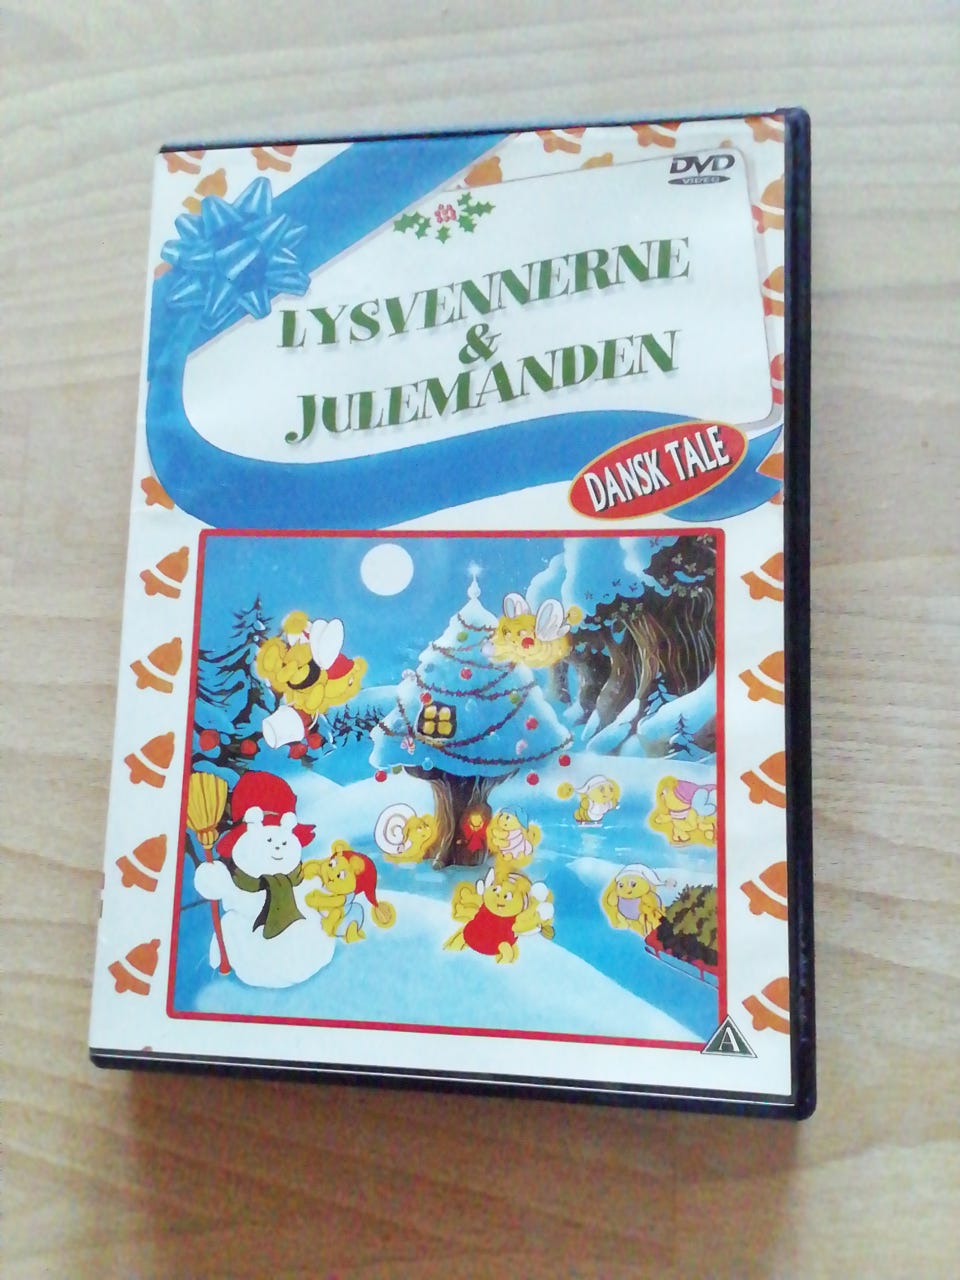 DVD
VIDEO
LYSVENNERNE
&
JULEMANDEN
DANSK TALE
A